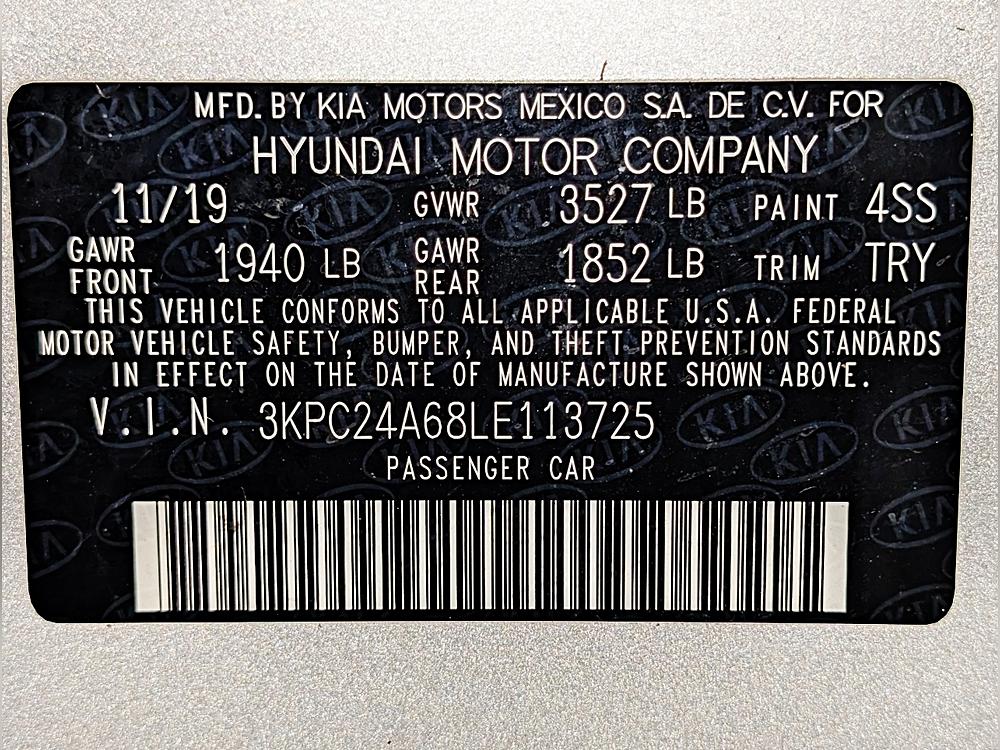 MFD. BY KIA MOTORS MEXICO S.A. DE C.V. FOR
HYUNDAI MOTOR COMPANY
11/19 GVWR 3527 LB PAINT 4SS
GAWR FRONT 1940 LB GAWR REAR 1852 LB TRIM TRY
THIS VEHICLE CONFORMS TO ALL APPLICABLE U.S.A. FEDERAL
MOTOR VEHICLE SAFETY, BUMPER, AND THEFT PREVENTION STANDARDS
IN EFFECT ON THE DATE OF MANUFACTURE SHOWN ABOVE.
V.I.N. 3KPC24A68LE113725
PASSENGER CAR